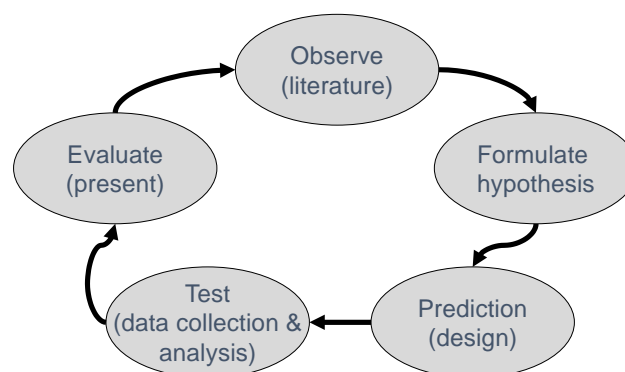 Observe
(literature)
Formulate
hypothesis
Prediction
(design)
Test
(data collection &
analysis)
Evaluate
(present)